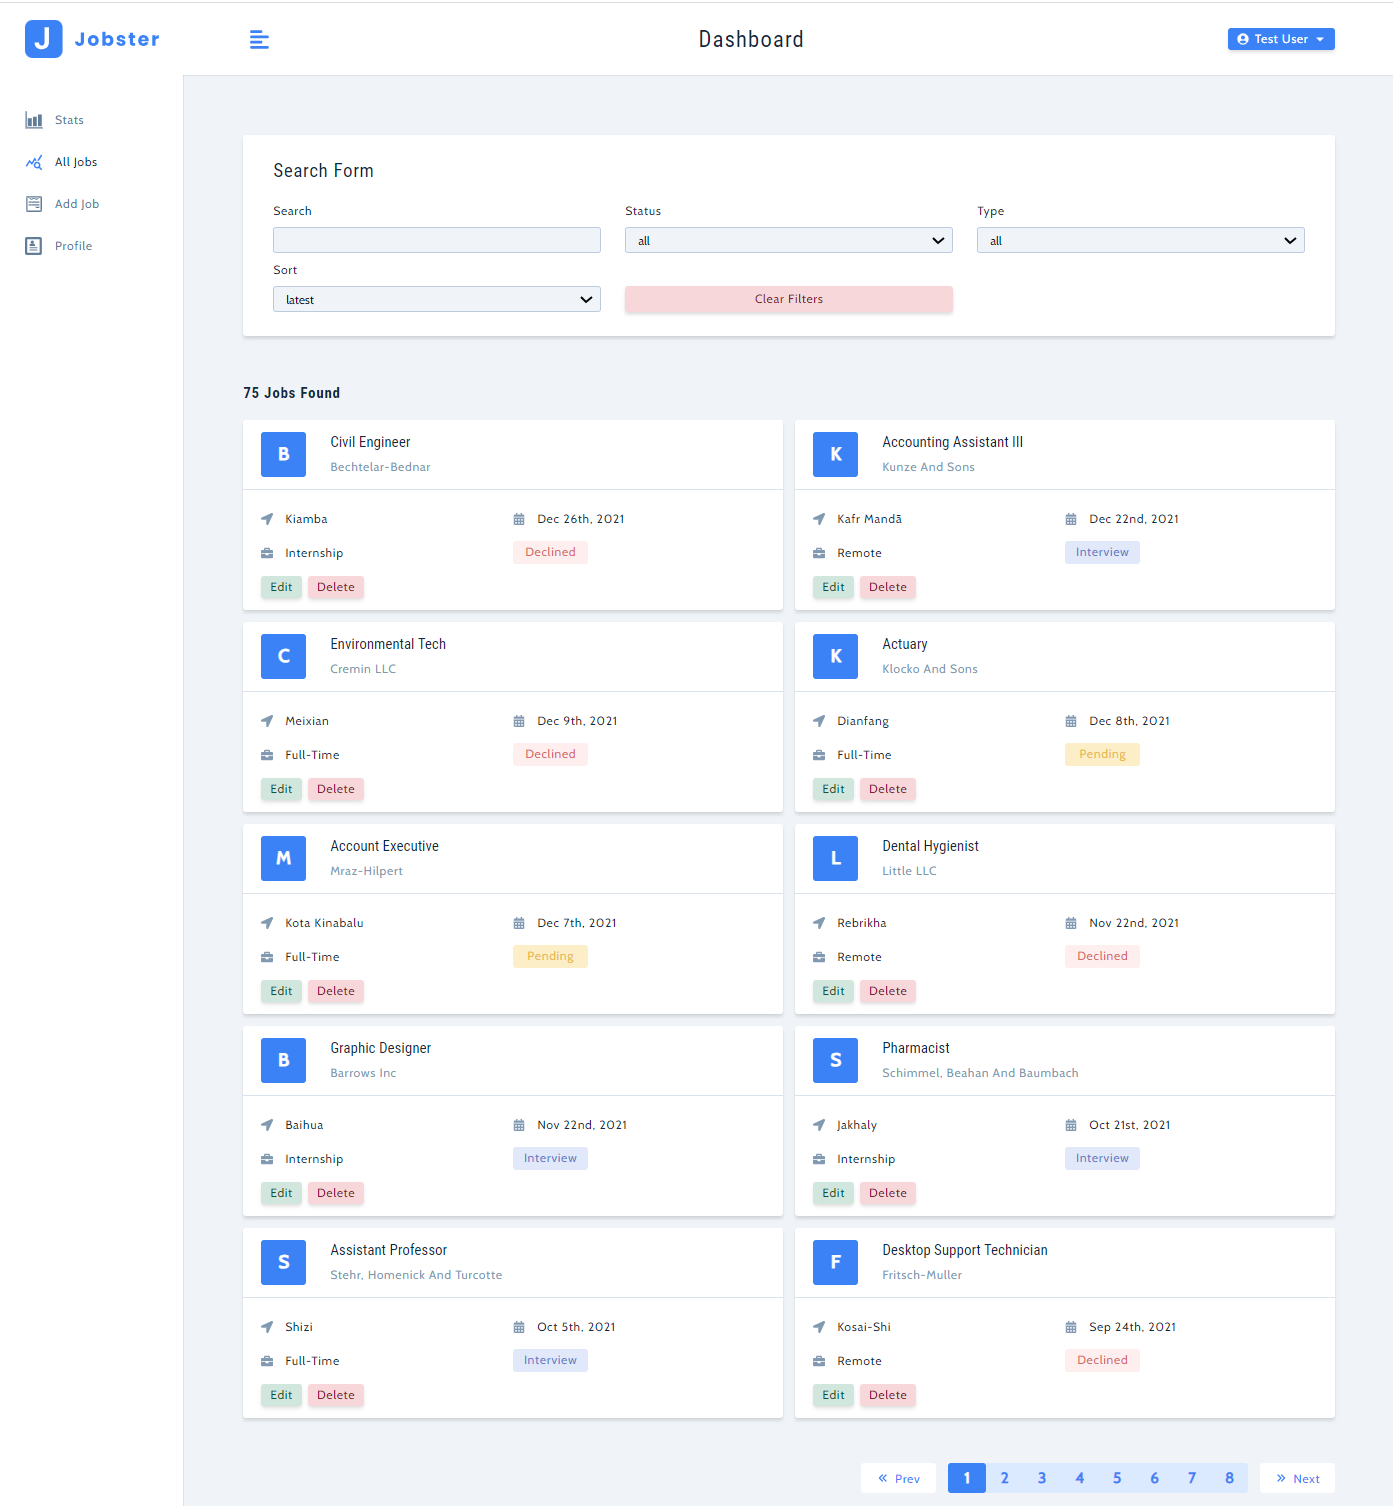 J Jobster
Dashboard
Test User
Stats
All Jobs
Add Job
Profile
Search Form
Search
Status
all
Type
all
Sort
latest
Clear Filters
75 Jobs Found
B
Civil Engineer
Bechtelar-Bednar
Kiamba
Dec 26th, 2021
Internship
Declined
Edit Delete
K
Accounting Assistant III
Kunze And Sons
Kafr Mandā
Dec 22nd, 2021
Remote
Interview
Edit Delete
C
Environmental Tech
Cremin LLC
Meixian
Dec 9th, 2021
Full-Time
Declined
Edit Delete
K
Actuary
Klocko And Sons
Dianfang
Dec 8th, 2021
Full-Time
Pending
Edit Delete
M
Account Executive
Mraz-Hilpert
Kota Kinabalu
Dec 7th, 2021
Full-Time
Pending
Edit Delete
L
Dental Hygienist
Little LLC
Rebrikha
Nov 22nd, 2021
Remote
Declined
Edit Delete
B
Graphic Designer
Barrows Inc
Baihua
Nov 22nd, 2021
Internship
Interview
Edit Delete
S
Pharmacist
Schimmel, Beahan And Baumbach
Jakhaly
Oct 21st, 2021
Internship
Interview
Edit Delete
S
Assistant Professor
Stehr, Homenick And Turcotte
Shizi
Oct 5th, 2021
Full-Time
Interview
Edit Delete
F
Desktop Support Technician
Fritsch-Muller
Kosai-Shi
Sep 24th, 2021
Remote
Declined
Edit Delete
« Prev 1 2 3 4 5 6 7 8 » Next